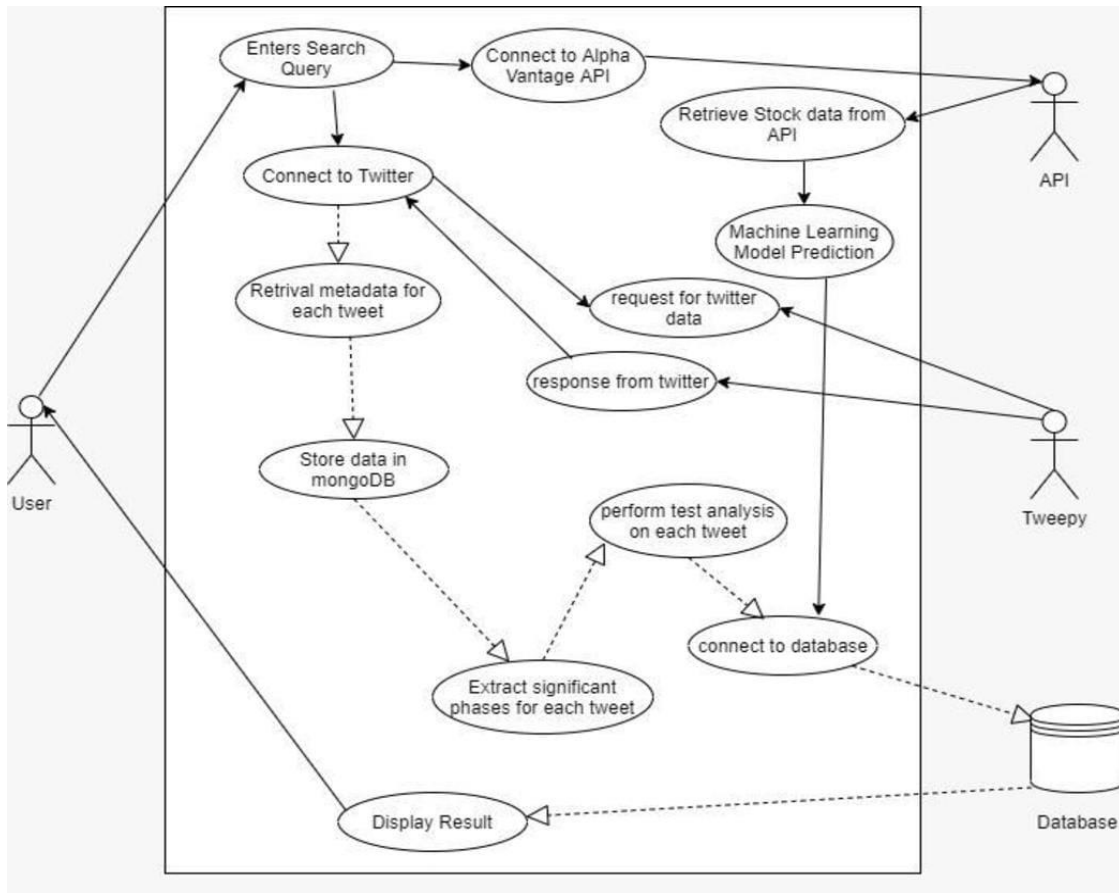 Enters Search
Query
Connect to Alpha
Vantage API
Retrieve Stock data from
API
API
Connect to Twitter
Machine Learning
Model Prediction
Retrival metadata for
each tweet
request for twitter
data
response from twitter
User
Store data in
mongoDB
Tweepy
perform test analysis
on each tweet
connect to database
Extract significant
phases for each tweet
Display Result
Database